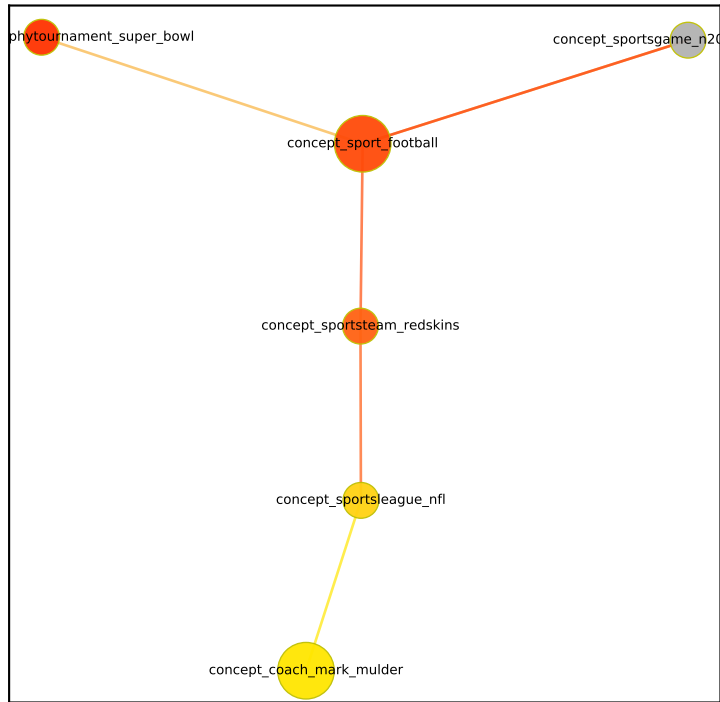 phytournament_super_bowl
concept_sportsgame_n20
concept_sport_football
concept_sportsteam_redskins
concept_sportsleague_nfl
concept_coach_mark_mulder